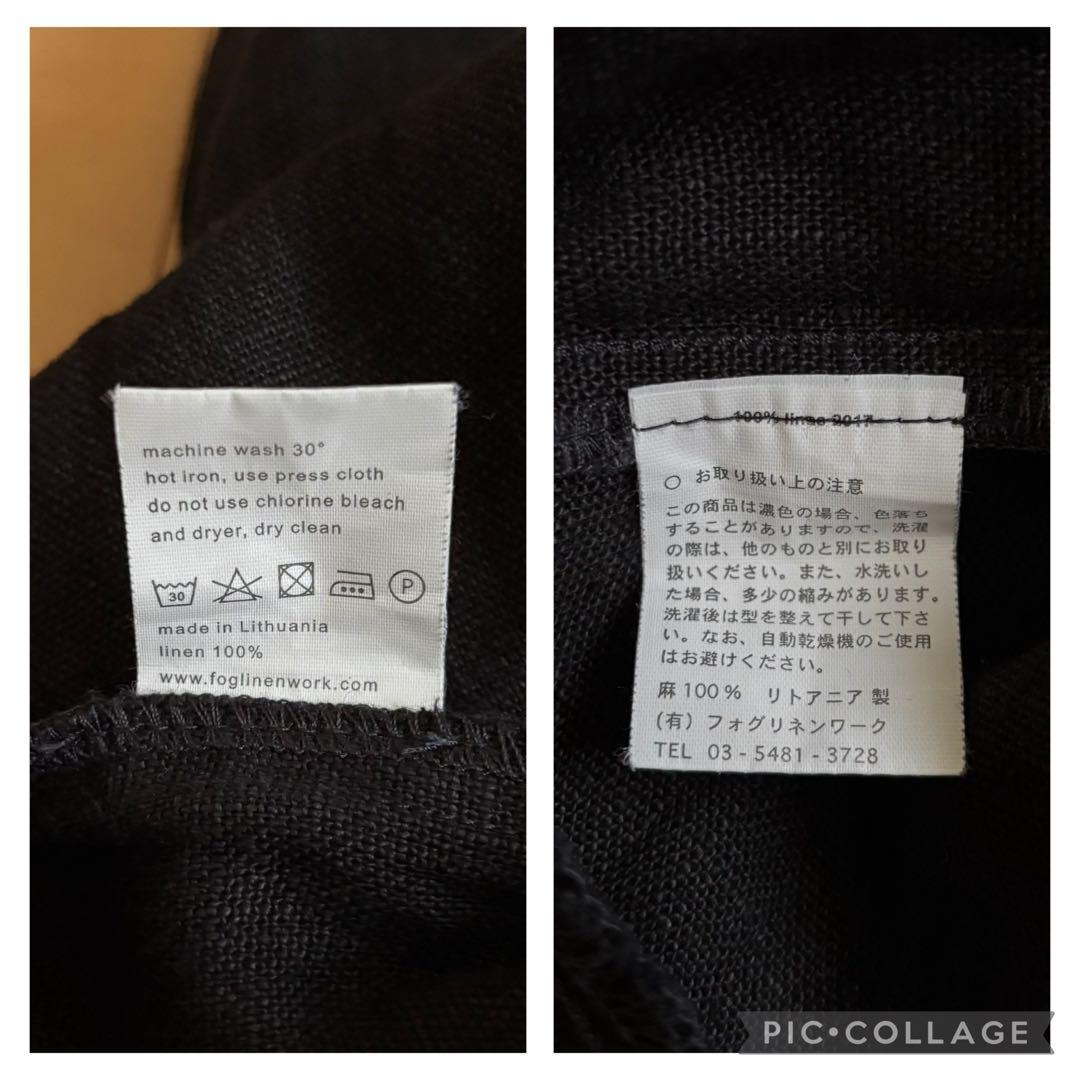 machine wash 30°
hot iron, use press cloth
do not use chlorine bleach
and dryer, dry clean
30
P
made in Lithuania
linen 100%
www.foglinenwork.com
100% linse 2017
○ お取り扱い上の注意
この商品は濃色の場合、色落ち
することがありますので、洗濯
の際は、他のものと別にお取り
扱いください。また、水洗いし
た場合、多少の縮みがあります。
洗濯後は型を整えて干して下さ
い。なお、自動乾燥機のご使用
はお避けください。
麻100% リトアニア製
(有) フォグリネンワーク
TEL 03-5481-3728
PIC•COLLAGE